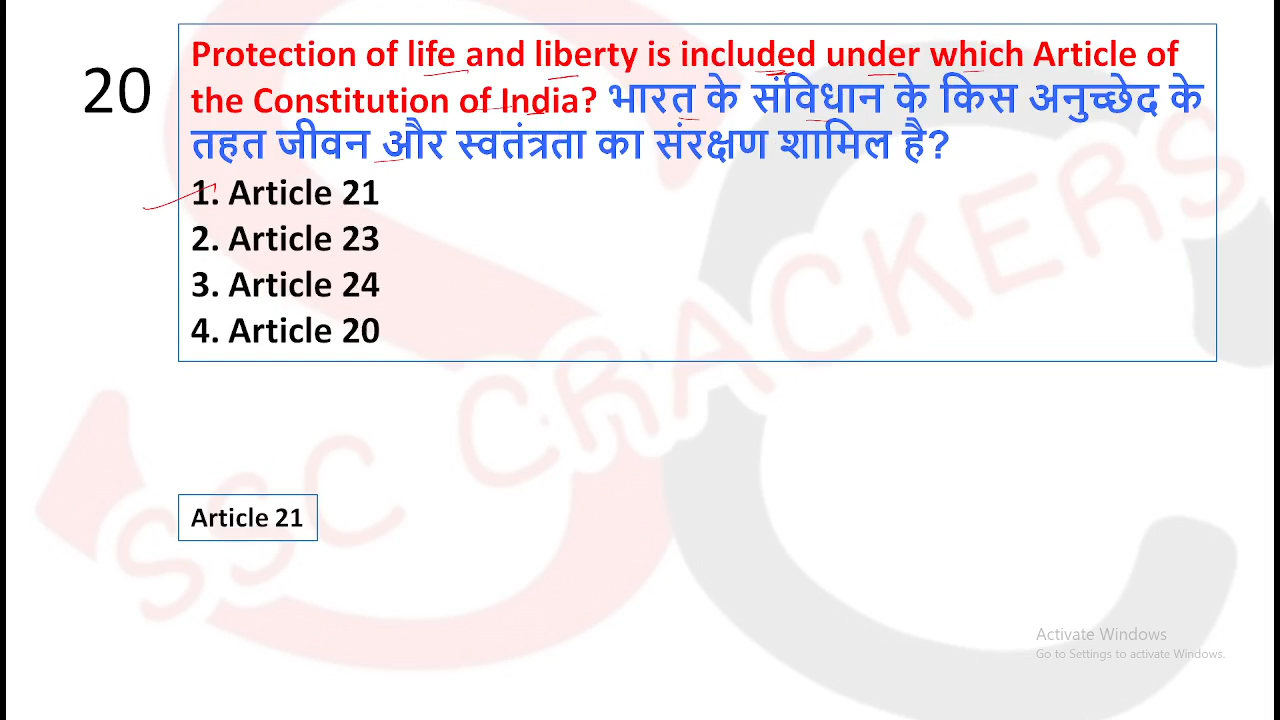 20
Protection of life and liberty is included under which Article of
the Constitution of India? भारत के संविधान के किस अनुच्छेद के
तहत जीवन और स्वतंत्रता का संरक्षण शामिल है?
1. Article 21
2. Article 23
3. Article 24
4. Article 20
SSC CRACKERS
Article 21
Activate Windows
Go to Settings to activate Windows.